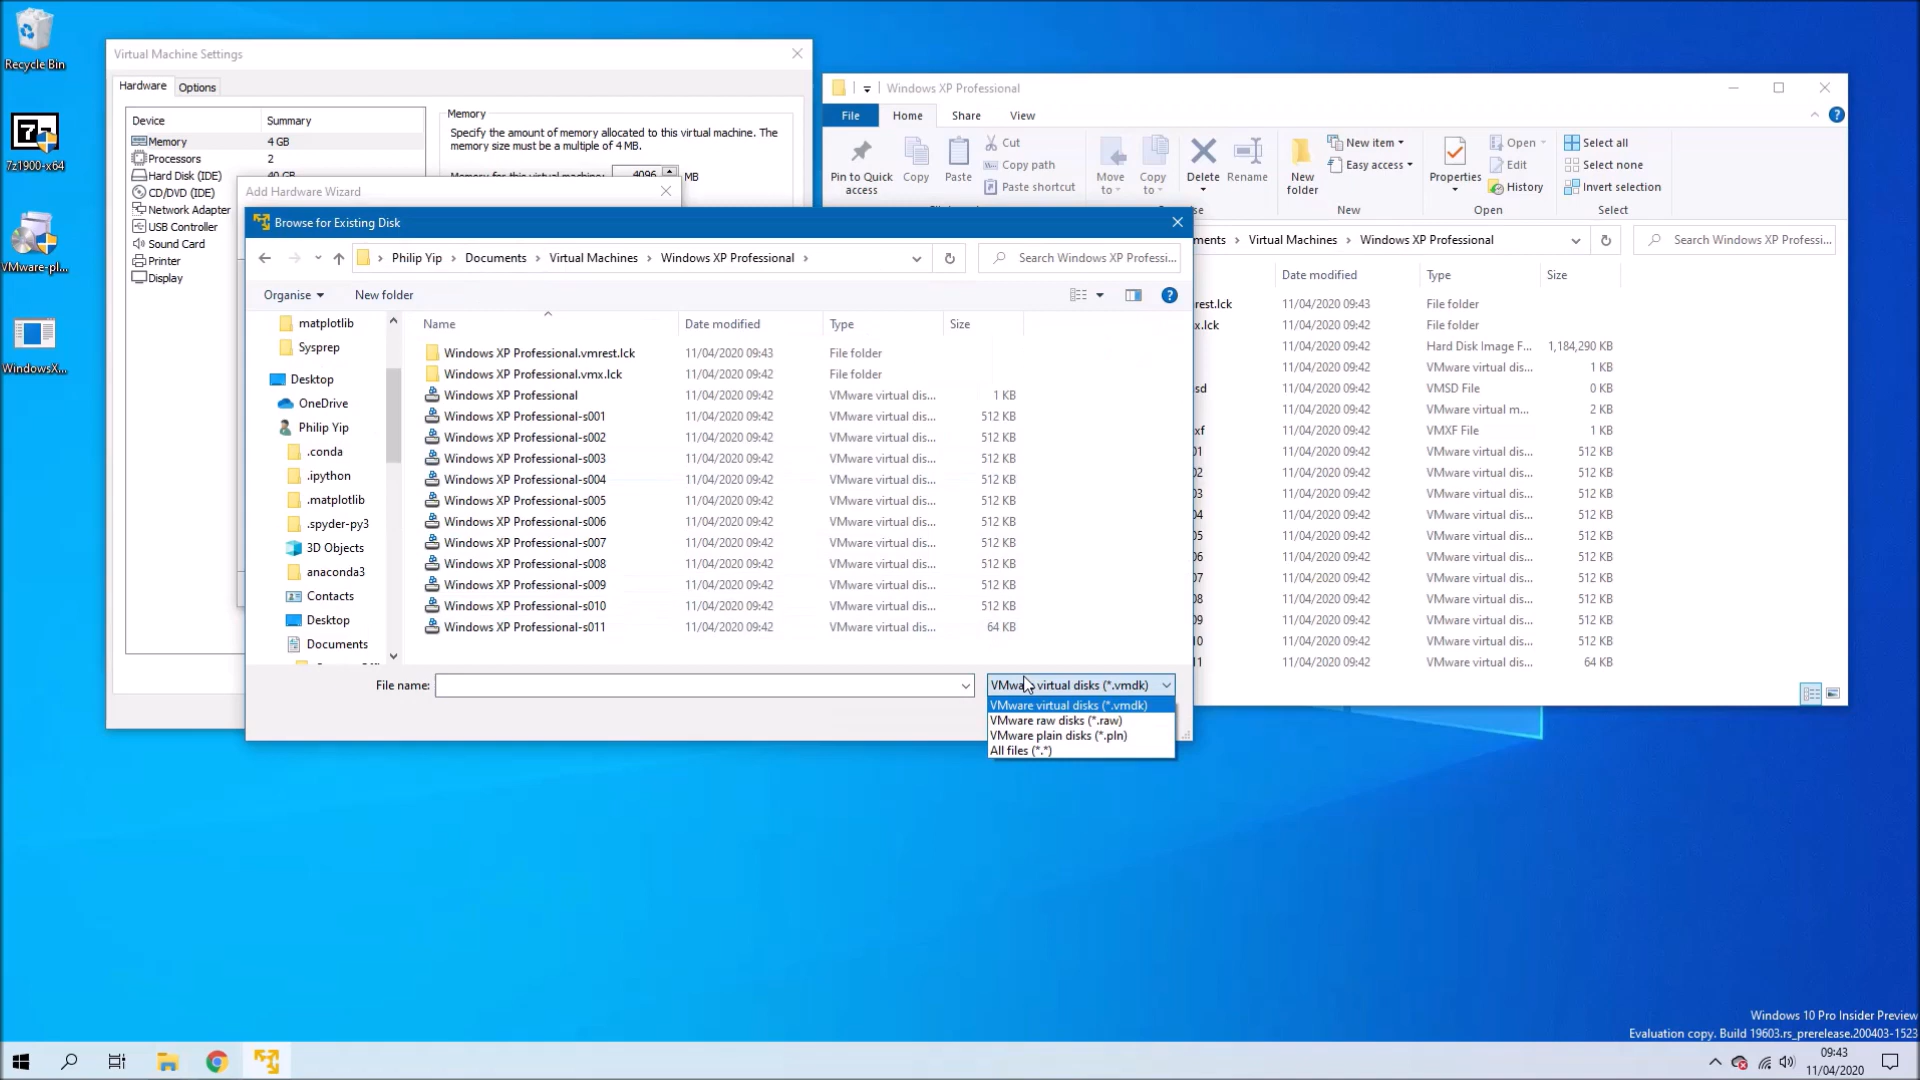 Recycle Bin
7z1900-x64
VMware-pl...
WindowsX...
Virtual Machine Settings
Hardware
Options
Device
Summary
Memory
4 GB
Processors
2
Hard Disk (IDE)
40 GB
CD/DVD (IDE)
Network Adapter
USB Controller
Sound Card
Printer
Display
Memory
Specify the amount of memory allocated to this virtual machine. The
memory size must be a multiple of 4 MB.
Memory for this virtual machine:
4096
MB
Add Hardware Wizard
Windows XP Professional
File
Home
Share
View
Pin to Quick
access
Copy
Paste
Cut
Copy path
Paste shortcut
Move
to
Copy
to
Delete
Rename
New
folder
New item
Easy access
New
Properties
Open
Edit
History
Open
Select all
Select none
Invert selection
Select
Virtual Machines
Windows XP Professional
Search Windows XP Professi...
Date modified
Type
Size
rest.lck
11/04/2020 09:43
File folder
x.lck
11/04/2020 09:42
File folder
11/04/2020 09:42
Hard Disk Image F...
1,184,290 KB
11/04/2020 09:42
VMware virtual dis...
1 KB
sd
11/04/2020 09:42
VMSD File
0 KB
11/04/2020 09:42
VMware virtual m...
2 KB
xf
11/04/2020 09:42
VMXF File
1 KB
01
11/04/2020 09:42
VMware virtual dis...
512 KB
02
11/04/2020 09:42
VMware virtual dis...
512 KB
03
11/04/2020 09:42
VMware virtual dis...
512 KB
04
11/04/2020 09:42
VMware virtual dis...
512 KB
05
11/04/2020 09:42
VMware virtual dis...
512 KB
06
11/04/2020 09:42
VMware virtual dis...
512 KB
07
11/04/2020 09:42
VMware virtual dis...
512 KB
08
11/04/2020 09:42
VMware virtual dis...
512 KB
09
11/04/2020 09:42
VMware virtual dis...
512 KB
10
11/04/2020 09:42
VMware virtual dis...
512 KB
11
11/04/2020 09:42
VMware virtual dis...
64 KB
Browse for Existing Disk
Philip Yip
Documents
Virtual Machines
Windows XP Professional
Search Windows XP Professi...
Organise
New folder
matplotlib
Sysprep
Desktop
OneDrive
Philip Yip
.conda
.ipython
.matplotlib
.spyder-py3
3D Objects
anaconda3
Contacts
Desktop
Documents
Name
Date modified
Type
Size
Windows XP Professional.vmrest.lck
11/04/2020 09:43
File folder
Windows XP Professional.vmx.lck
11/04/2020 09:42
File folder
Windows XP Professional
11/04/2020 09:42
VMware virtual dis...
1 KB
Windows XP Professional-s001
11/04/2020 09:42
VMware virtual dis...
512 KB
Windows XP Professional-s002
11/04/2020 09:42
VMware virtual dis...
512 KB
Windows XP Professional-s003
11/04/2020 09:42
VMware virtual dis...
512 KB
Windows XP Professional-s004
11/04/2020 09:42
VMware virtual dis...
512 KB
Windows XP Professional-s005
11/04/2020 09:42
VMware virtual dis...
512 KB
Windows XP Professional-s006
11/04/2020 09:42
VMware virtual dis...
512 KB
Windows XP Professional-s007
11/04/2020 09:42
VMware virtual dis...
512 KB
Windows XP Professional-s008
11/04/2020 09:42
VMware virtual dis...
512 KB
Windows XP Professional-s009
11/04/2020 09:42
VMware virtual dis...
512 KB
Windows XP Professional-s010
11/04/2020 09:42
VMware virtual dis...
512 KB
Windows XP Professional-s011
11/04/2020 09:42
VMware virtual dis...
64 KB
File name:
VMware virtual disks (*.vmdk)
VMware virtual disks (*.vmdk)
VMware raw disks (*.raw)
VMware plain disks (*.pln)
All files (*.*)
Windows 10 Pro Insider Preview
Evaluation copy. Build 19603.rs_prerelease.200403-1523
09:43
11/04/2020